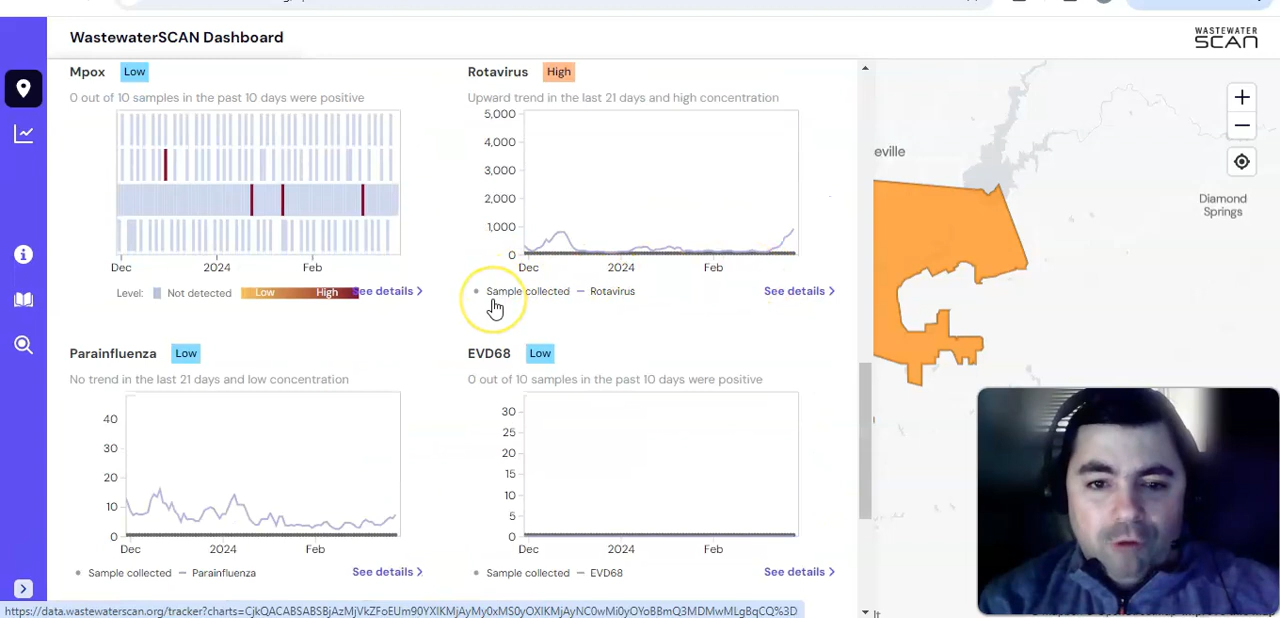 WastewaterSCAN Dashboard
WASTEWATER
SCAN
Mpox Low
0 out of 10 samples in the past 10 days were positive
Dec 2024 Feb
Level: Not detected Low High See details >
Rotavirus High
Upward trend in the last 21 days and high concentration
5,000
4,000
3,000
2,000
1,000
0
Dec 2024 Feb
Sample collected Rotavirus See details >
Parainfluenza Low
No trend in the last 21 days and low concentration
40
30
20
10
0
Dec 2024 Feb
Sample collected Parainfluenza See details >
EVD68 Low
0 out of 10 samples in the past 10 days were positive
30
25
20
15
10
5
0
Dec 2024 Feb
Sample collected EVD68 See details >
eville
Diamond
Springs
+
−